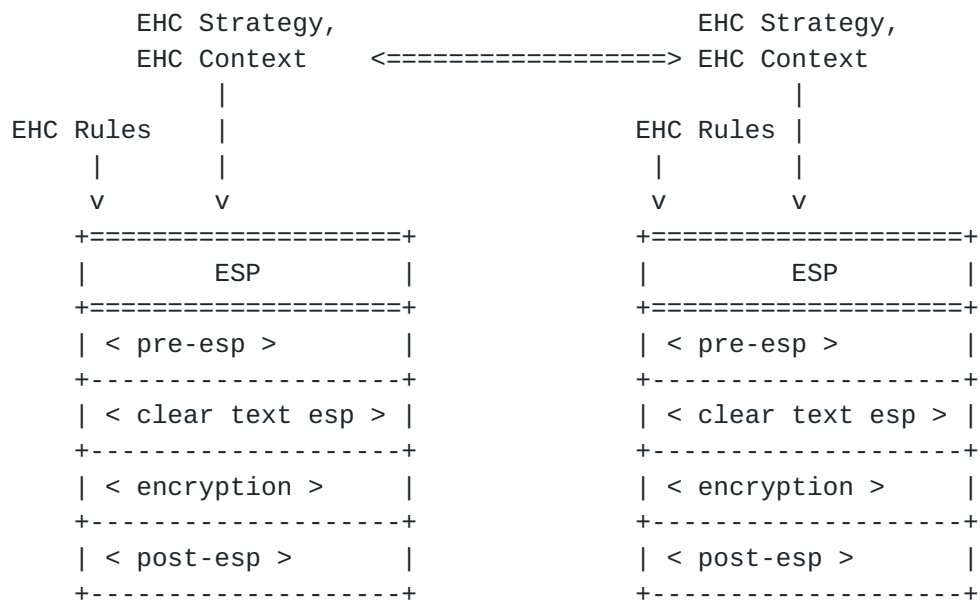 EHC Strategy,                       EHC Strategy,
EHC Context    <==================> EHC Context
         |                                    |
EHC Rules    |                          EHC Rules |
     |       |                           |        |
     v       v                           v        v
    +====================+              +====================+
    |        ESP         |              |         ESP        |
    +====================+              +====================+
    | < pre-esp >        |              | < pre-esp >        |
    +--------------------+              +--------------------+
    | < clear text esp > |              | < clear text esp > |
    +--------------------+              +--------------------+
    | < encryption >     |              | < encryption >     |
    +--------------------+              +--------------------+
    | < post-esp >       |              | < post-esp >       |
    +--------------------+              +--------------------+